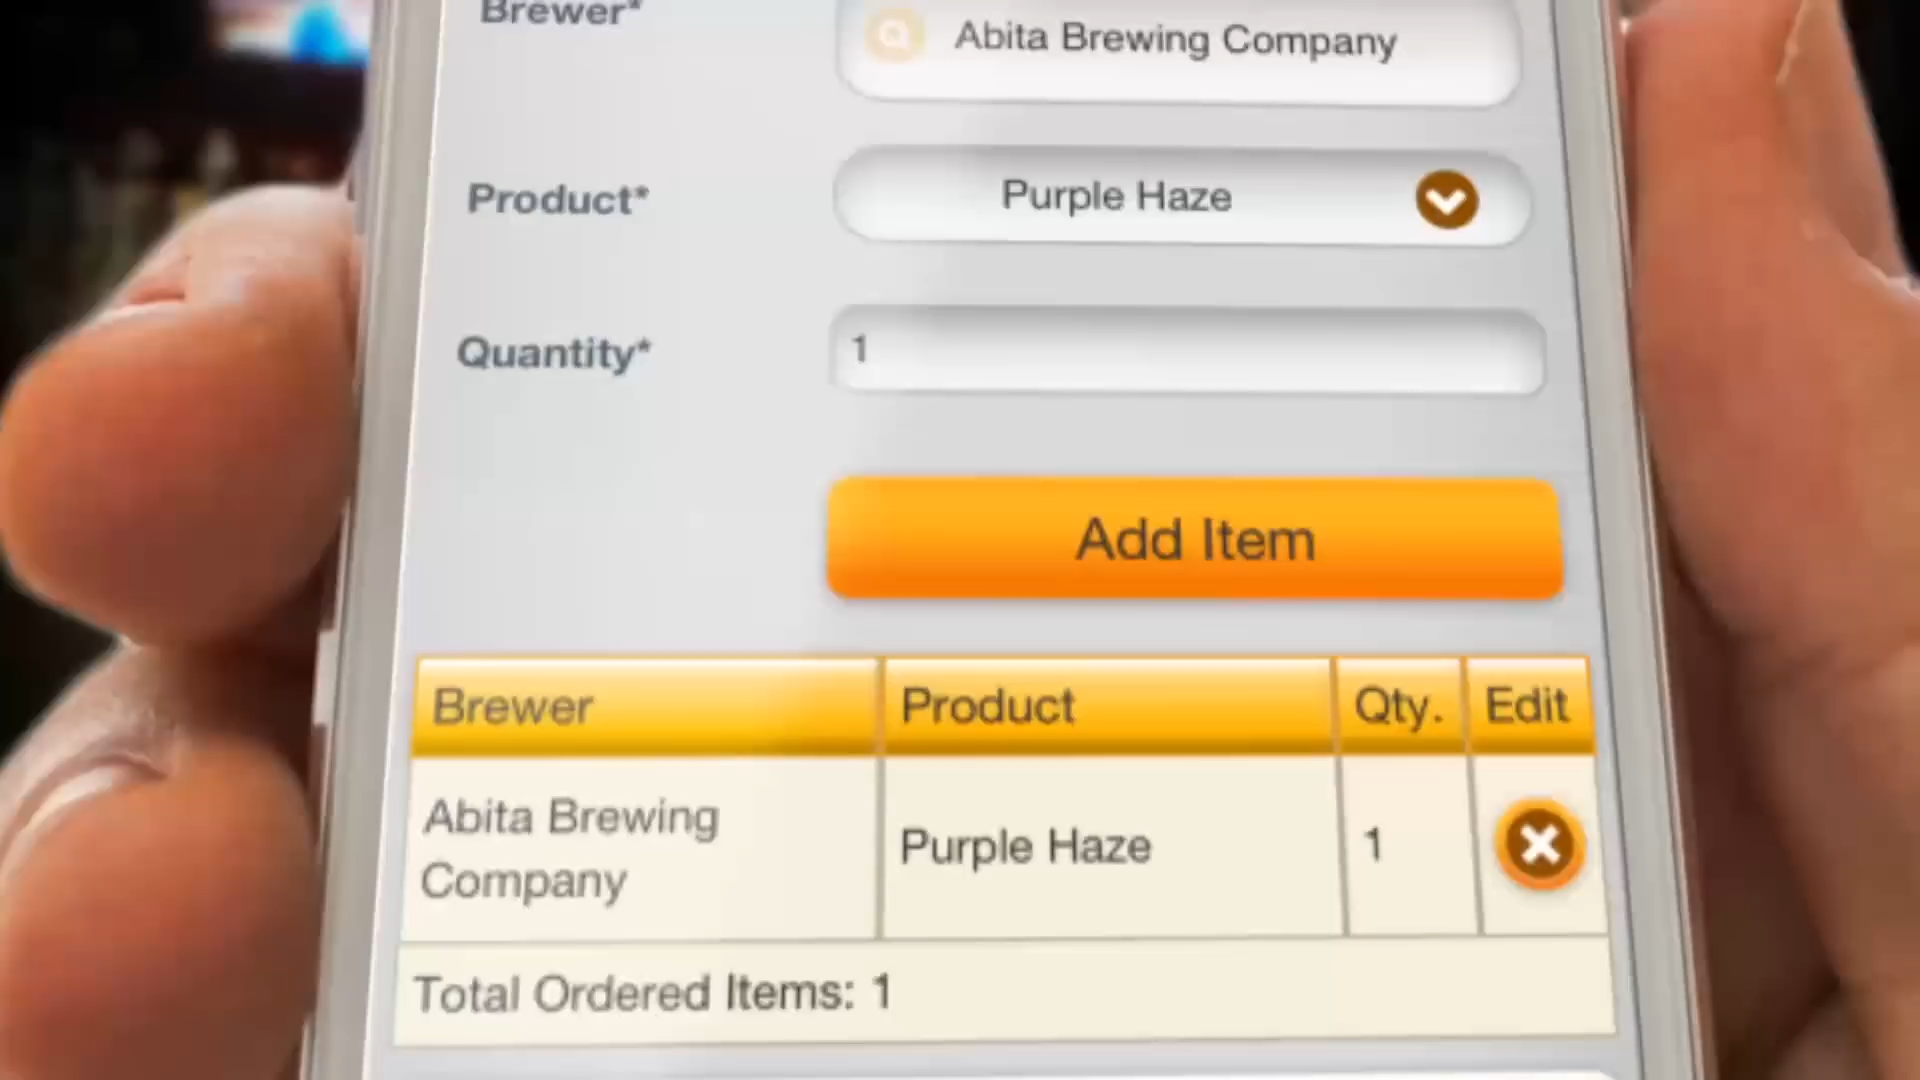 Brewer*
Abita Brewing Company
Product*
Purple Haze
Quantity*
1
Add Item
Brewer
Product
Qty.
Edit
Abita Brewing
Company
Purple Haze
1
Total Ordered Items: 1